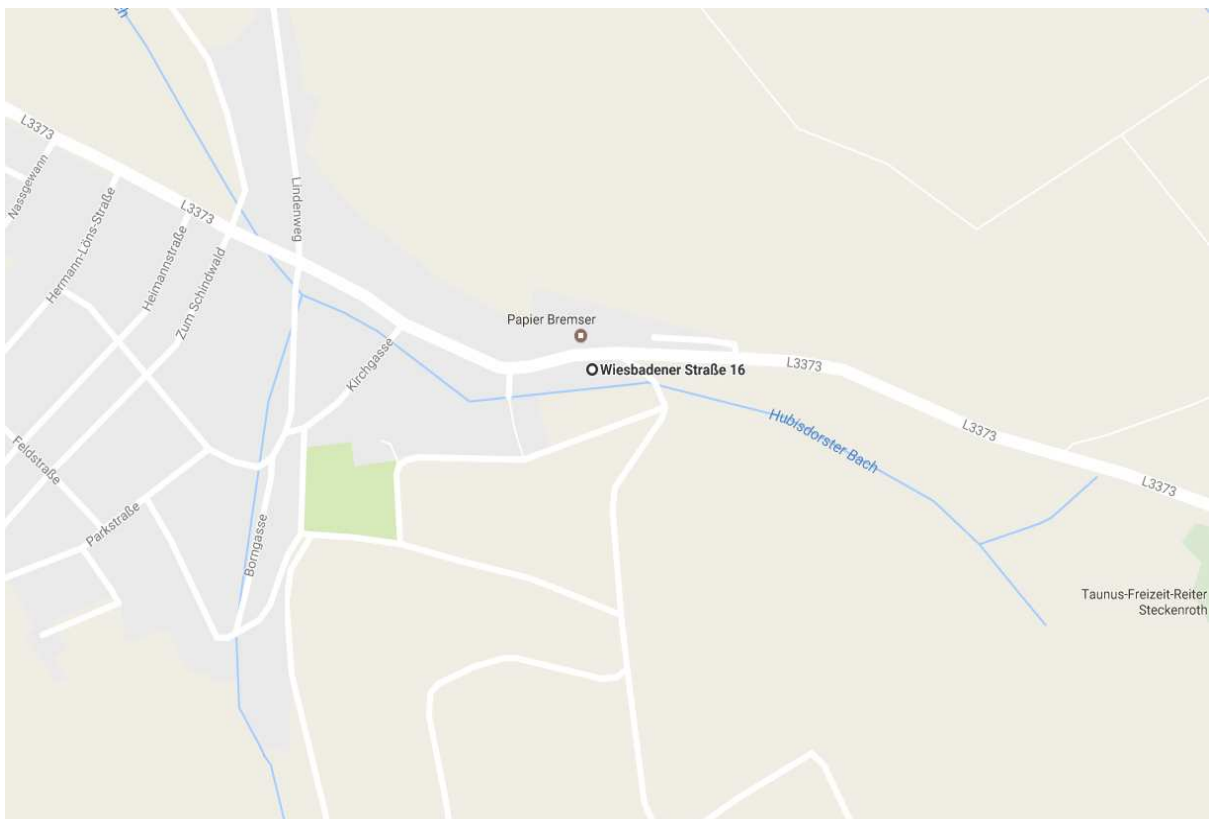 ch
L3373
Nassgewann
Hermann-Löns-Straße
L3373
Heimannstraße
Zum Schindwald
Lindenweg
Papier Bremser
Kirchgasse
Wiesbadener Straße 16
L3373
Hubisdorster Bach
L3373
Feldstraße
L3373
Parkstraße
Borngasse
Taunus-Freizeit-Reiter
Steckenroth